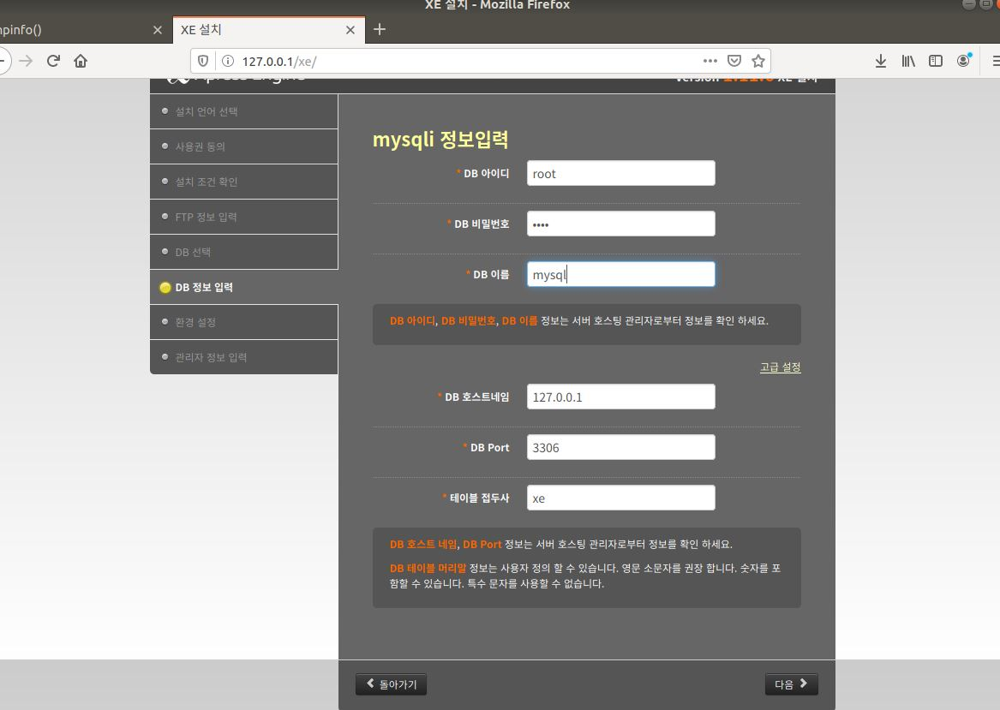 XE 설치 - Mozilla Firefox
npinfo()
XE 설치
127.0.0.1/xe/
설치 언어 선택
사용권 동의
설치 조건 확인
FTP 정보 입력
DB 선택
DB 정보 입력
환경 설정
관리자 정보 입력
mysqli 정보입력
* DB 아이디 root
* DB 비밀번호 ••••
* DB 이름 mysql
DB 아이디, DB 비밀번호, DB 이름 정보는 서버 호스팅 관리자로부터 정보를 확인 하세요.
고급 설정
* DB 호스트네임 127.0.0.1
* DB Port 3306
* 테이블 접두사 xe
DB 호스트 네임, DB Port 정보는 서버 호스팅 관리자로부터 정보를 확인 하세요.
DB 테이블 머리말 정보는 사용자 정의 할 수 있습니다. 영문 소문자를 권장 합니다. 숫자를 포
함할 수 있습니다. 특수 문자를 사용할 수 없습니다.
돌아가기
다음